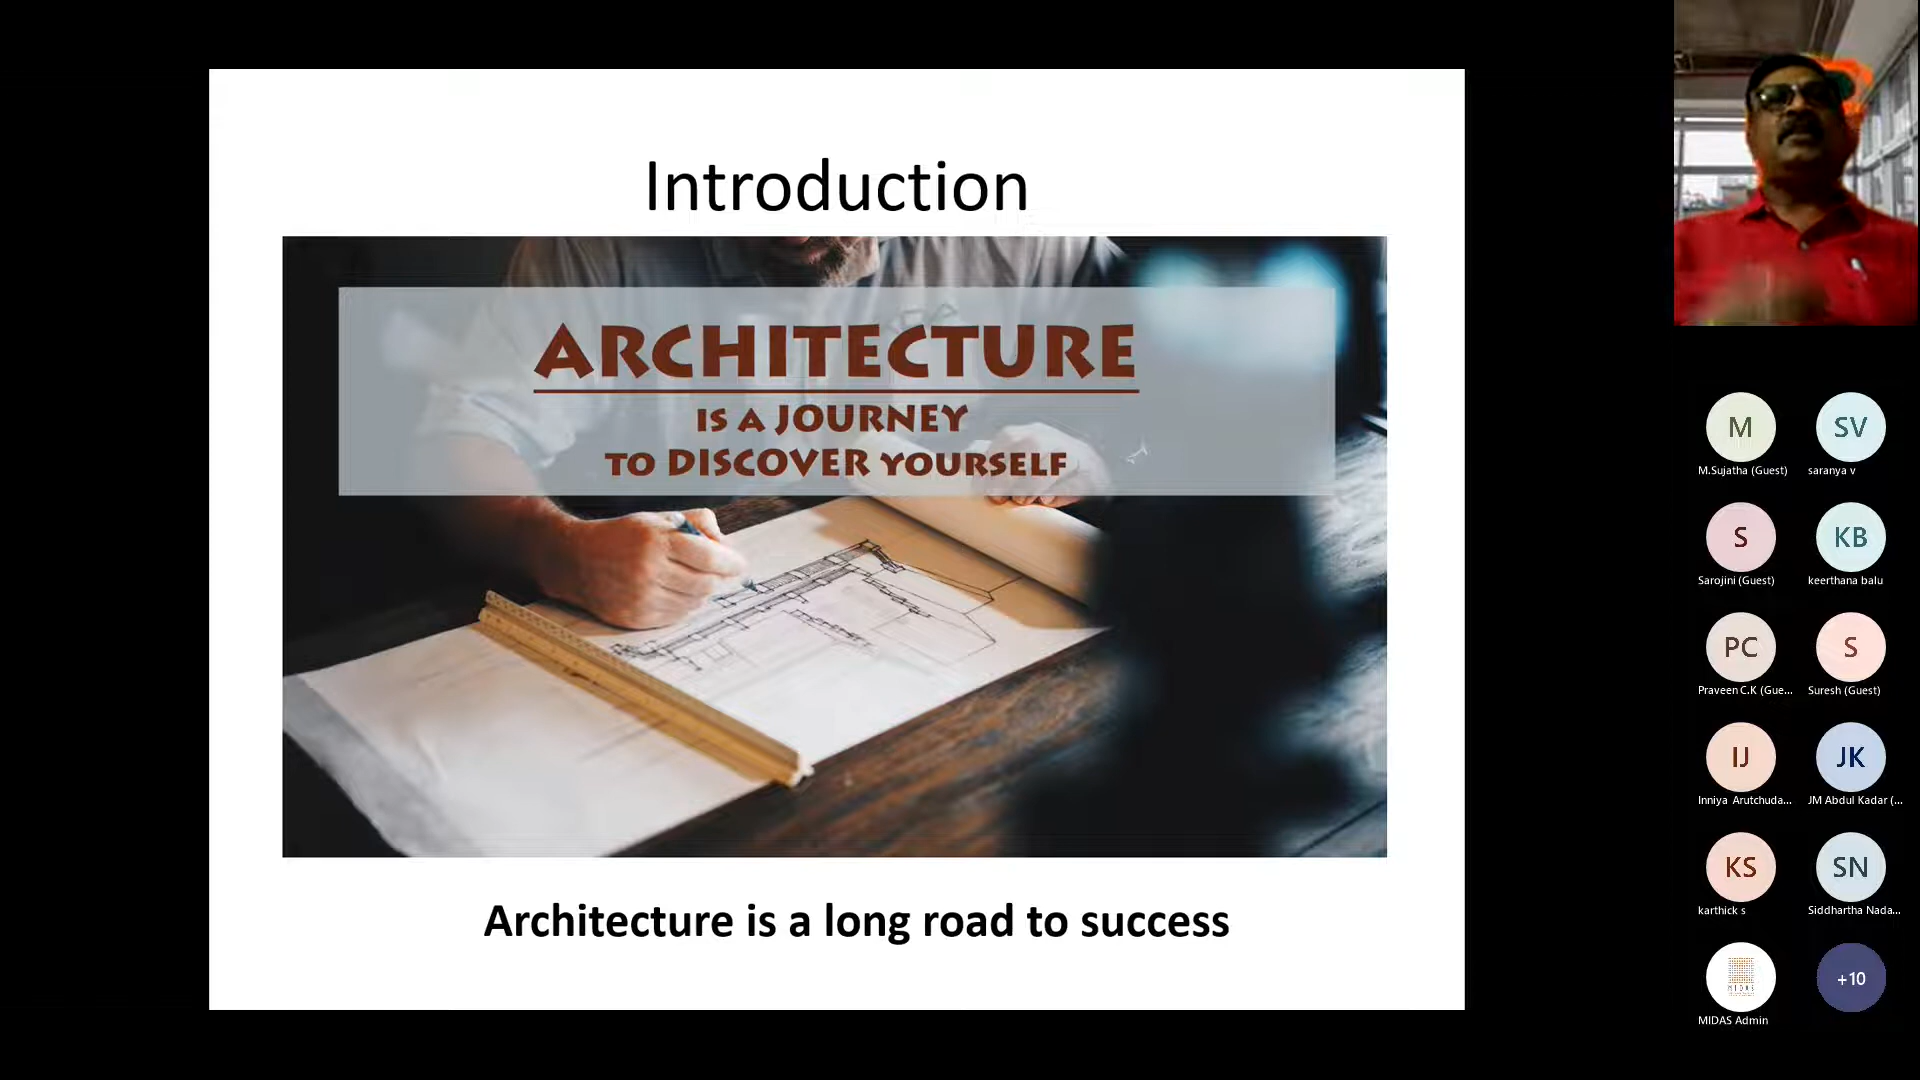 Introduction
ARCHITECTURE
IS A JOURNEY
TO DISCOVER YOURSELF
Architecture is a long road to success
M
SV
M.Sujatha (Guest)
saranya v
S
KB
Sarojini (Guest)
keerthana balu
PC
S
Praveen C.K (Gue...
Suresh (Guest)
IJ
JK
Inniya Arutchuda...
JM Abdul Kadar (...
KS
SN
karthick s
Siddhartha Nada...
MIDAS
+10
MIDAS Admin